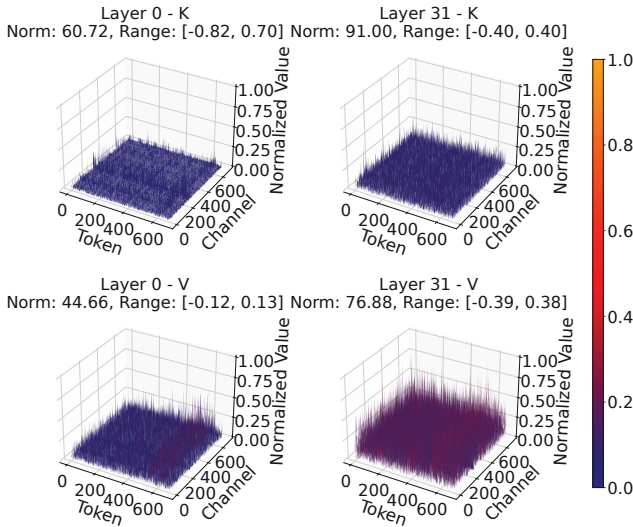 Layer 0 - K
Norm: 60.72, Range: [-0.82, 0.70]
1.00
0.75
0.50
0.25
0.00
Normalized Value
0
200
400
600
Token
0
200
400
600
Channel
Layer 31 - K
Norm: 91.00, Range: [-0.40, 0.40]
1.00
0.75
0.50
0.25
0.00
Normalized Value
0
200
400
600
Token
0
200
400
600
Channel
Layer 0 - V
Norm: 44.66, Range: [-0.12, 0.13]
1.00
0.75
0.50
0.25
0.00
Normalized Value
0
200
400
600
Token
0
200
400
600
Channel
Layer 31 - V
Norm: 76.88, Range: [-0.39, 0.38]
1.00
0.75
0.50
0.25
0.00
Normalized Value
0
200
400
600
Token
0
200
400
600
Channel
1.0
0.8
0.6
0.4
0.2
0.0